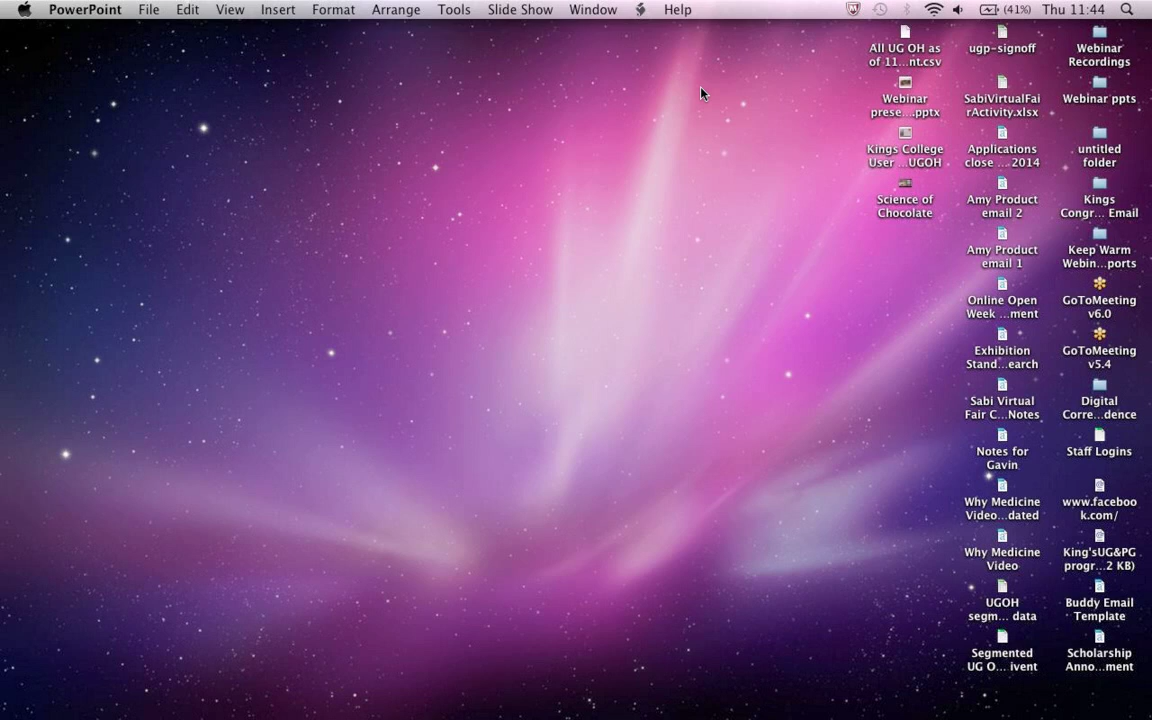 PowerPoint File Edit View Insert Format Arrange Tools Slide Show Window Help (41%) Thu 11:44
All UG OH as
of 11...nt.csv
ugp-signoff
Webinar
Recordings
Webinar
prese....pptx
SabiVirtualFai
rActivity.xlsx
Webinar ppts
Kings College
User ...UGOH
Applications
close ....2014
untitled
folder
Science of
Chocolate
Amy Product
email 2
Kings
Congr... Email
Amy Product
email 1
Keep Warm
Webin...ports
Online Open
Week ...ment
GoToMeeting
v6.0
Exhibition
Stand...earch
GoToMeeting
v5.4
Sabi Virtual
Fair C...Notes
Digital
Corre...dence
Notes for
Gavin
Staff Logins
Why Medicine
Video...dated
www.faceboo
k.com/
Why Medicine
Video
King'sUG&PG
progr...2 KB)
UGOH
segm... data
Buddy Email
Template
Segmented
UG O... ivent
Scholarship
Anno...ment